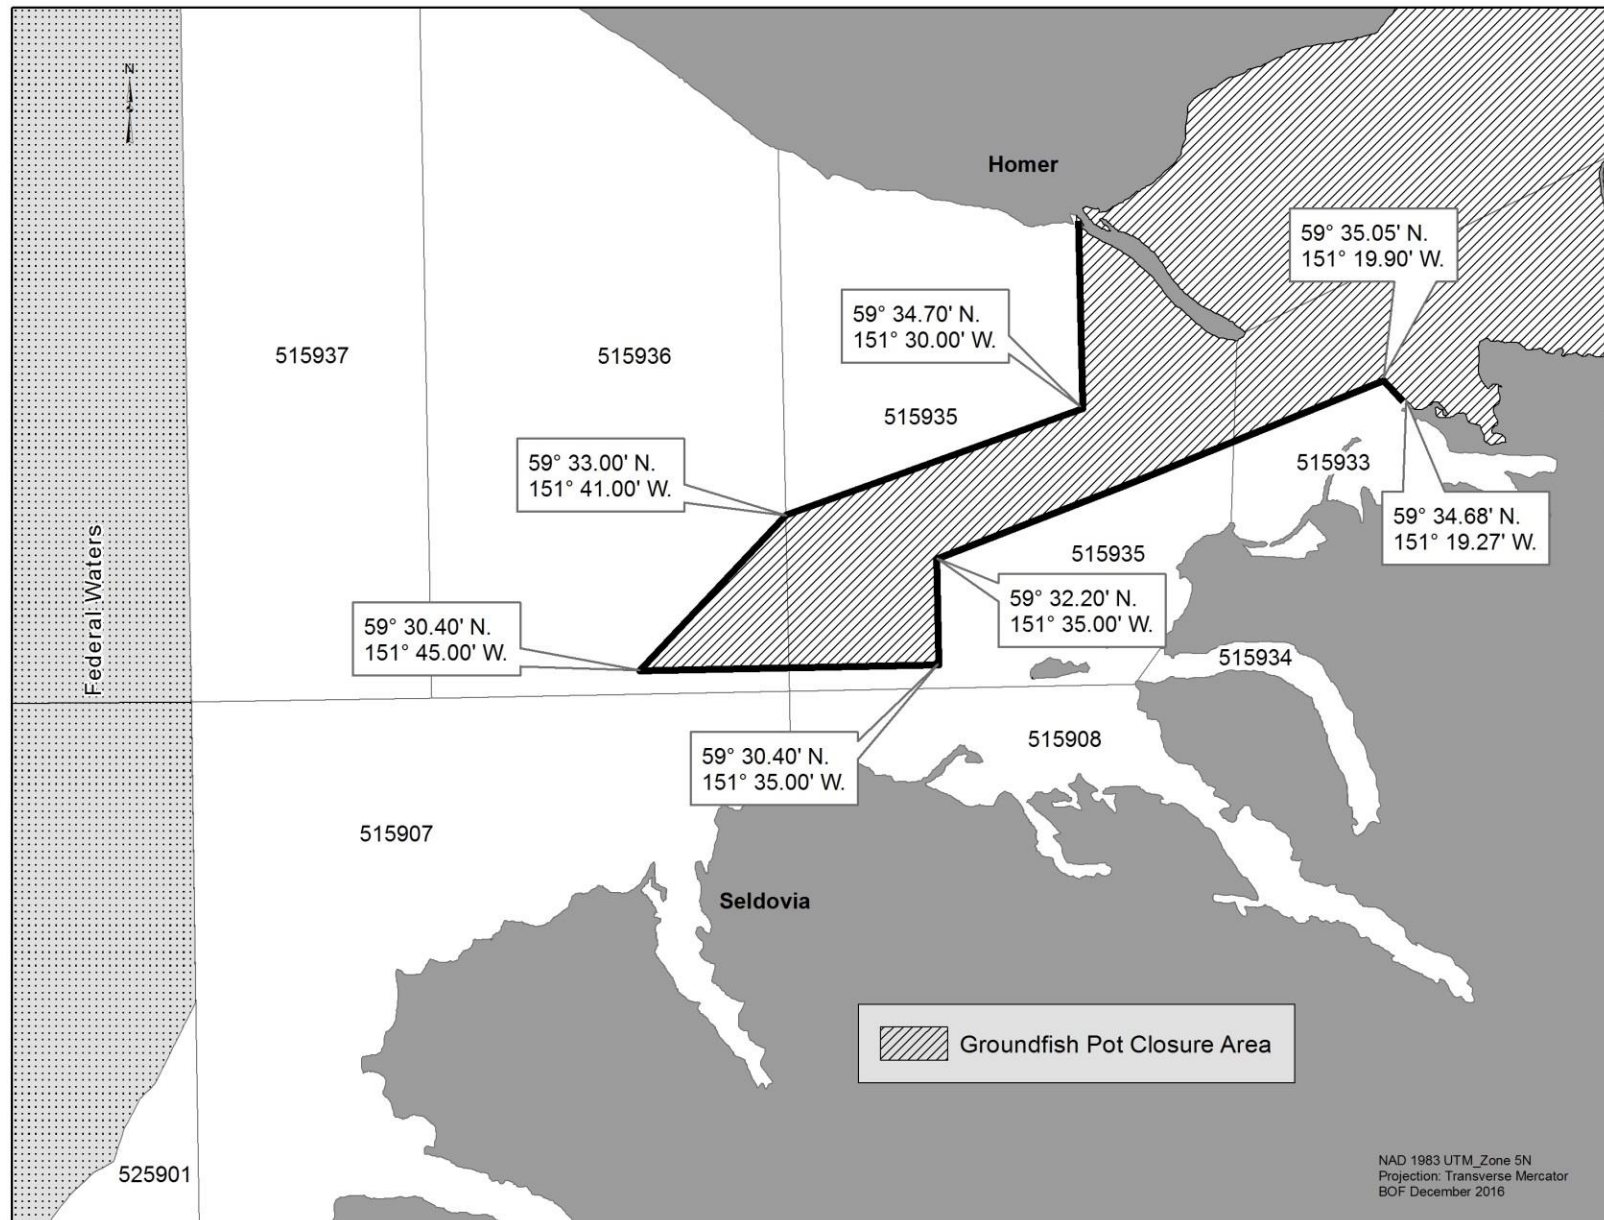 N
Homer
59° 35.05' N.
151° 19.90' W.
59° 34.70' N.
151° 30.00' W.
515937
515936
515935
59° 33.00' N.
151° 41.00' W.
515933
59° 34.68' N.
151° 19.27' W.
515935
Federal Waters
59° 32.20' N.
151° 35.00' W.
59° 30.40' N.
151° 45.00' W.
515934
515908
59° 30.40' N.
151° 35.00' W.
515907
Seldovia
Groundfish Pot Closure Area
525901
NAD 1983 UTM_Zone 5N
Projection: Transverse Mercator
BOF December 2016